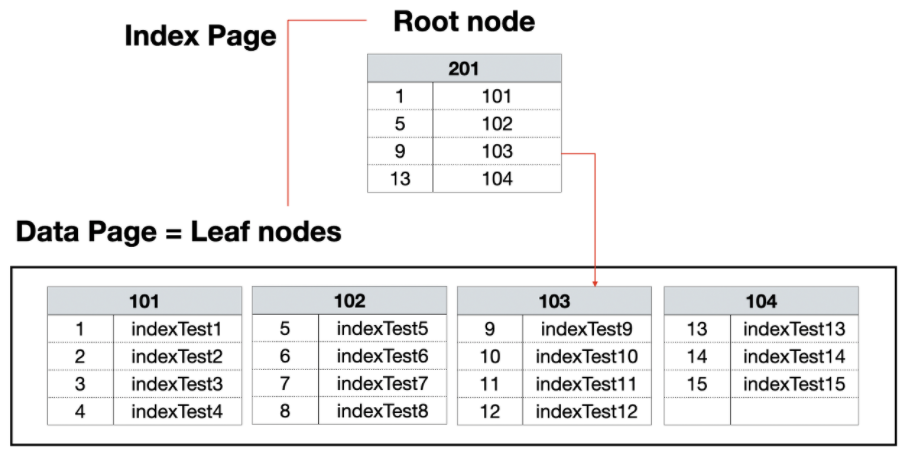 Index Page
Root node
201
1 101
5 102
9 103
13 104
Data Page = Leaf nodes
101
1 indexTest1
2 indexTest2
3 indexTest3
4 indexTest4
102
5 indexTest5
6 indexTest6
7 indexTest7
8 indexTest8
103
9 indexTest9
10 indexTest10
11 indexTest11
12 indexTest12
104
13 indexTest13
14 indexTest14
15 indexTest15